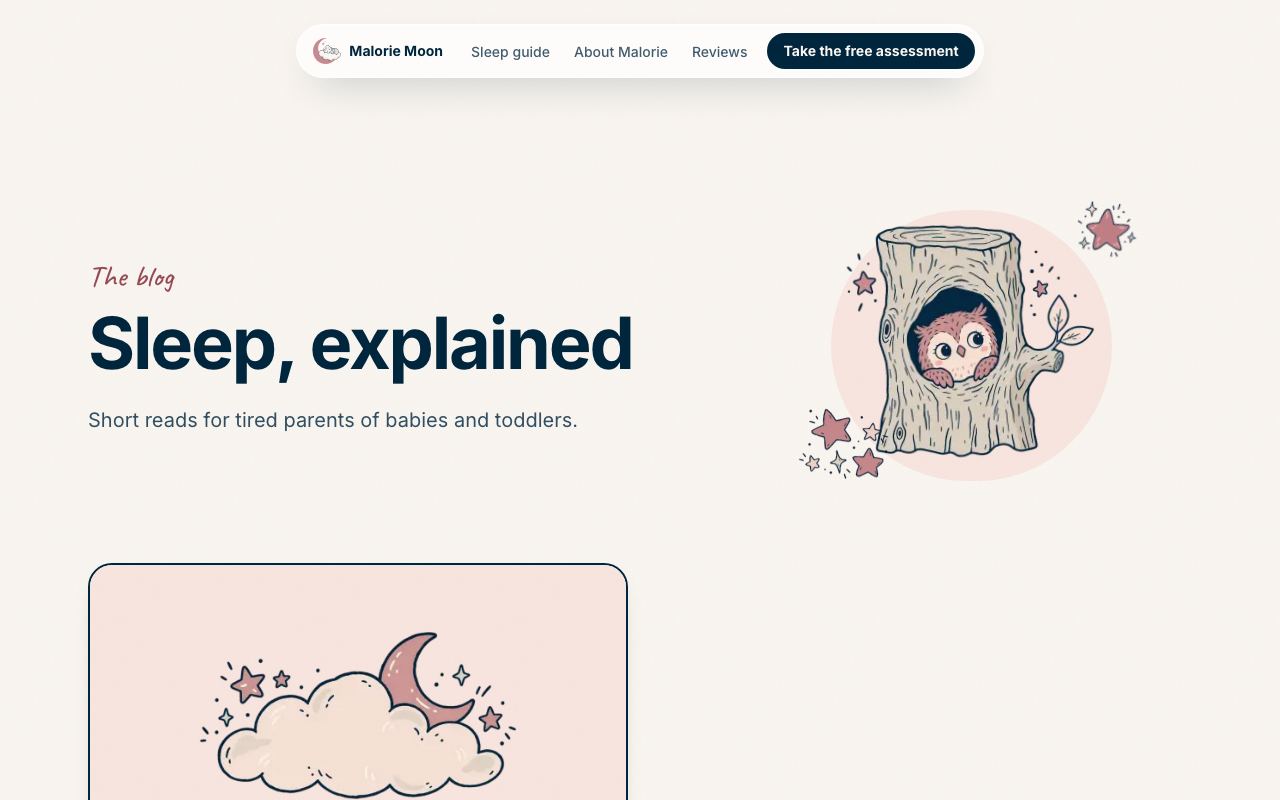 Malorie Moon
Sleep guide
About Malorie
Reviews
Take the free assessment
The blog
Sleep, explained
Short reads for tired parents of babies and toddlers.